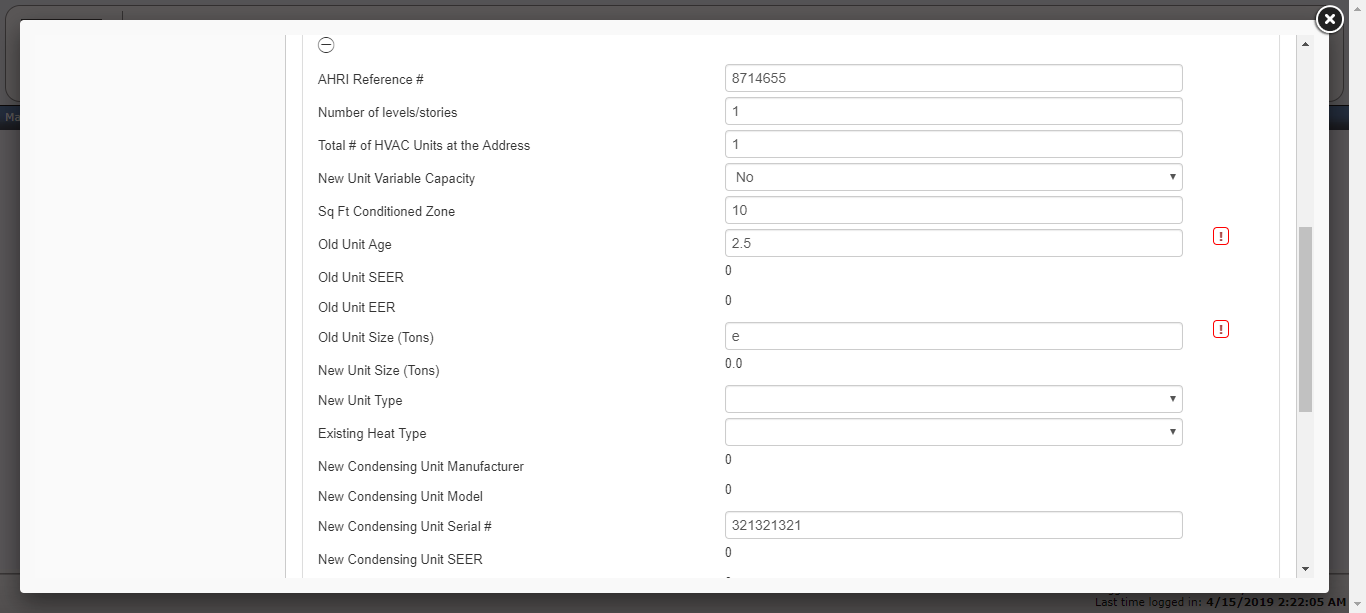 AHRI Reference # 8714655
Number of levels/stories 1
Total # of HVAC Units at the Address 1
New Unit Variable Capacity No
Sq Ft Conditioned Zone 10
Old Unit Age 2.5 !
Old Unit SEER 0
Old Unit EER 0
Old Unit Size (Tons) e !
New Unit Size (Tons) 0.0
New Unit Type
Existing Heat Type
New Condensing Unit Manufacturer 0
New Condensing Unit Model 0
New Condensing Unit Serial # 321321321
New Condensing Unit SEER 0
Last time logged in: 4/15/2019 2:22:05 AM